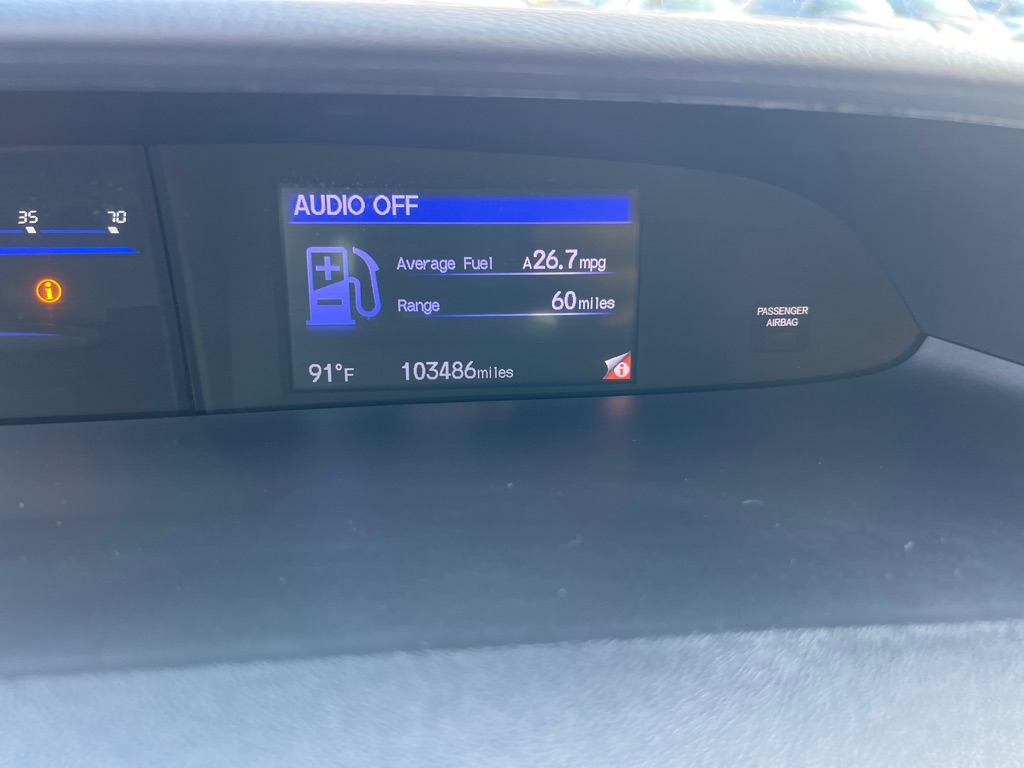 35 70
AUDIO OFF
Average Fuel A26.7mpg
Range 60miles
91°F 103486miles
PASSENGER
AIRBAG